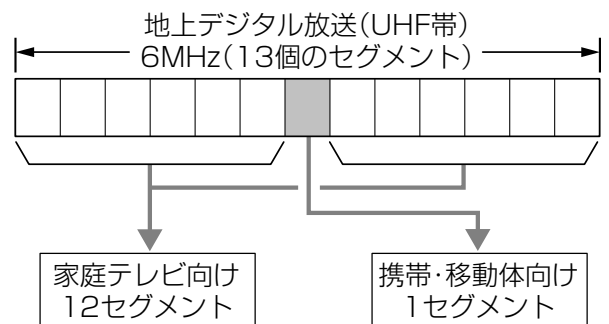 地上デジタル放送(UHF帯)
6MHz(13個のセグメント)
家庭テレビ向け
12セグメント
携帯・移動体向け
1セグメント